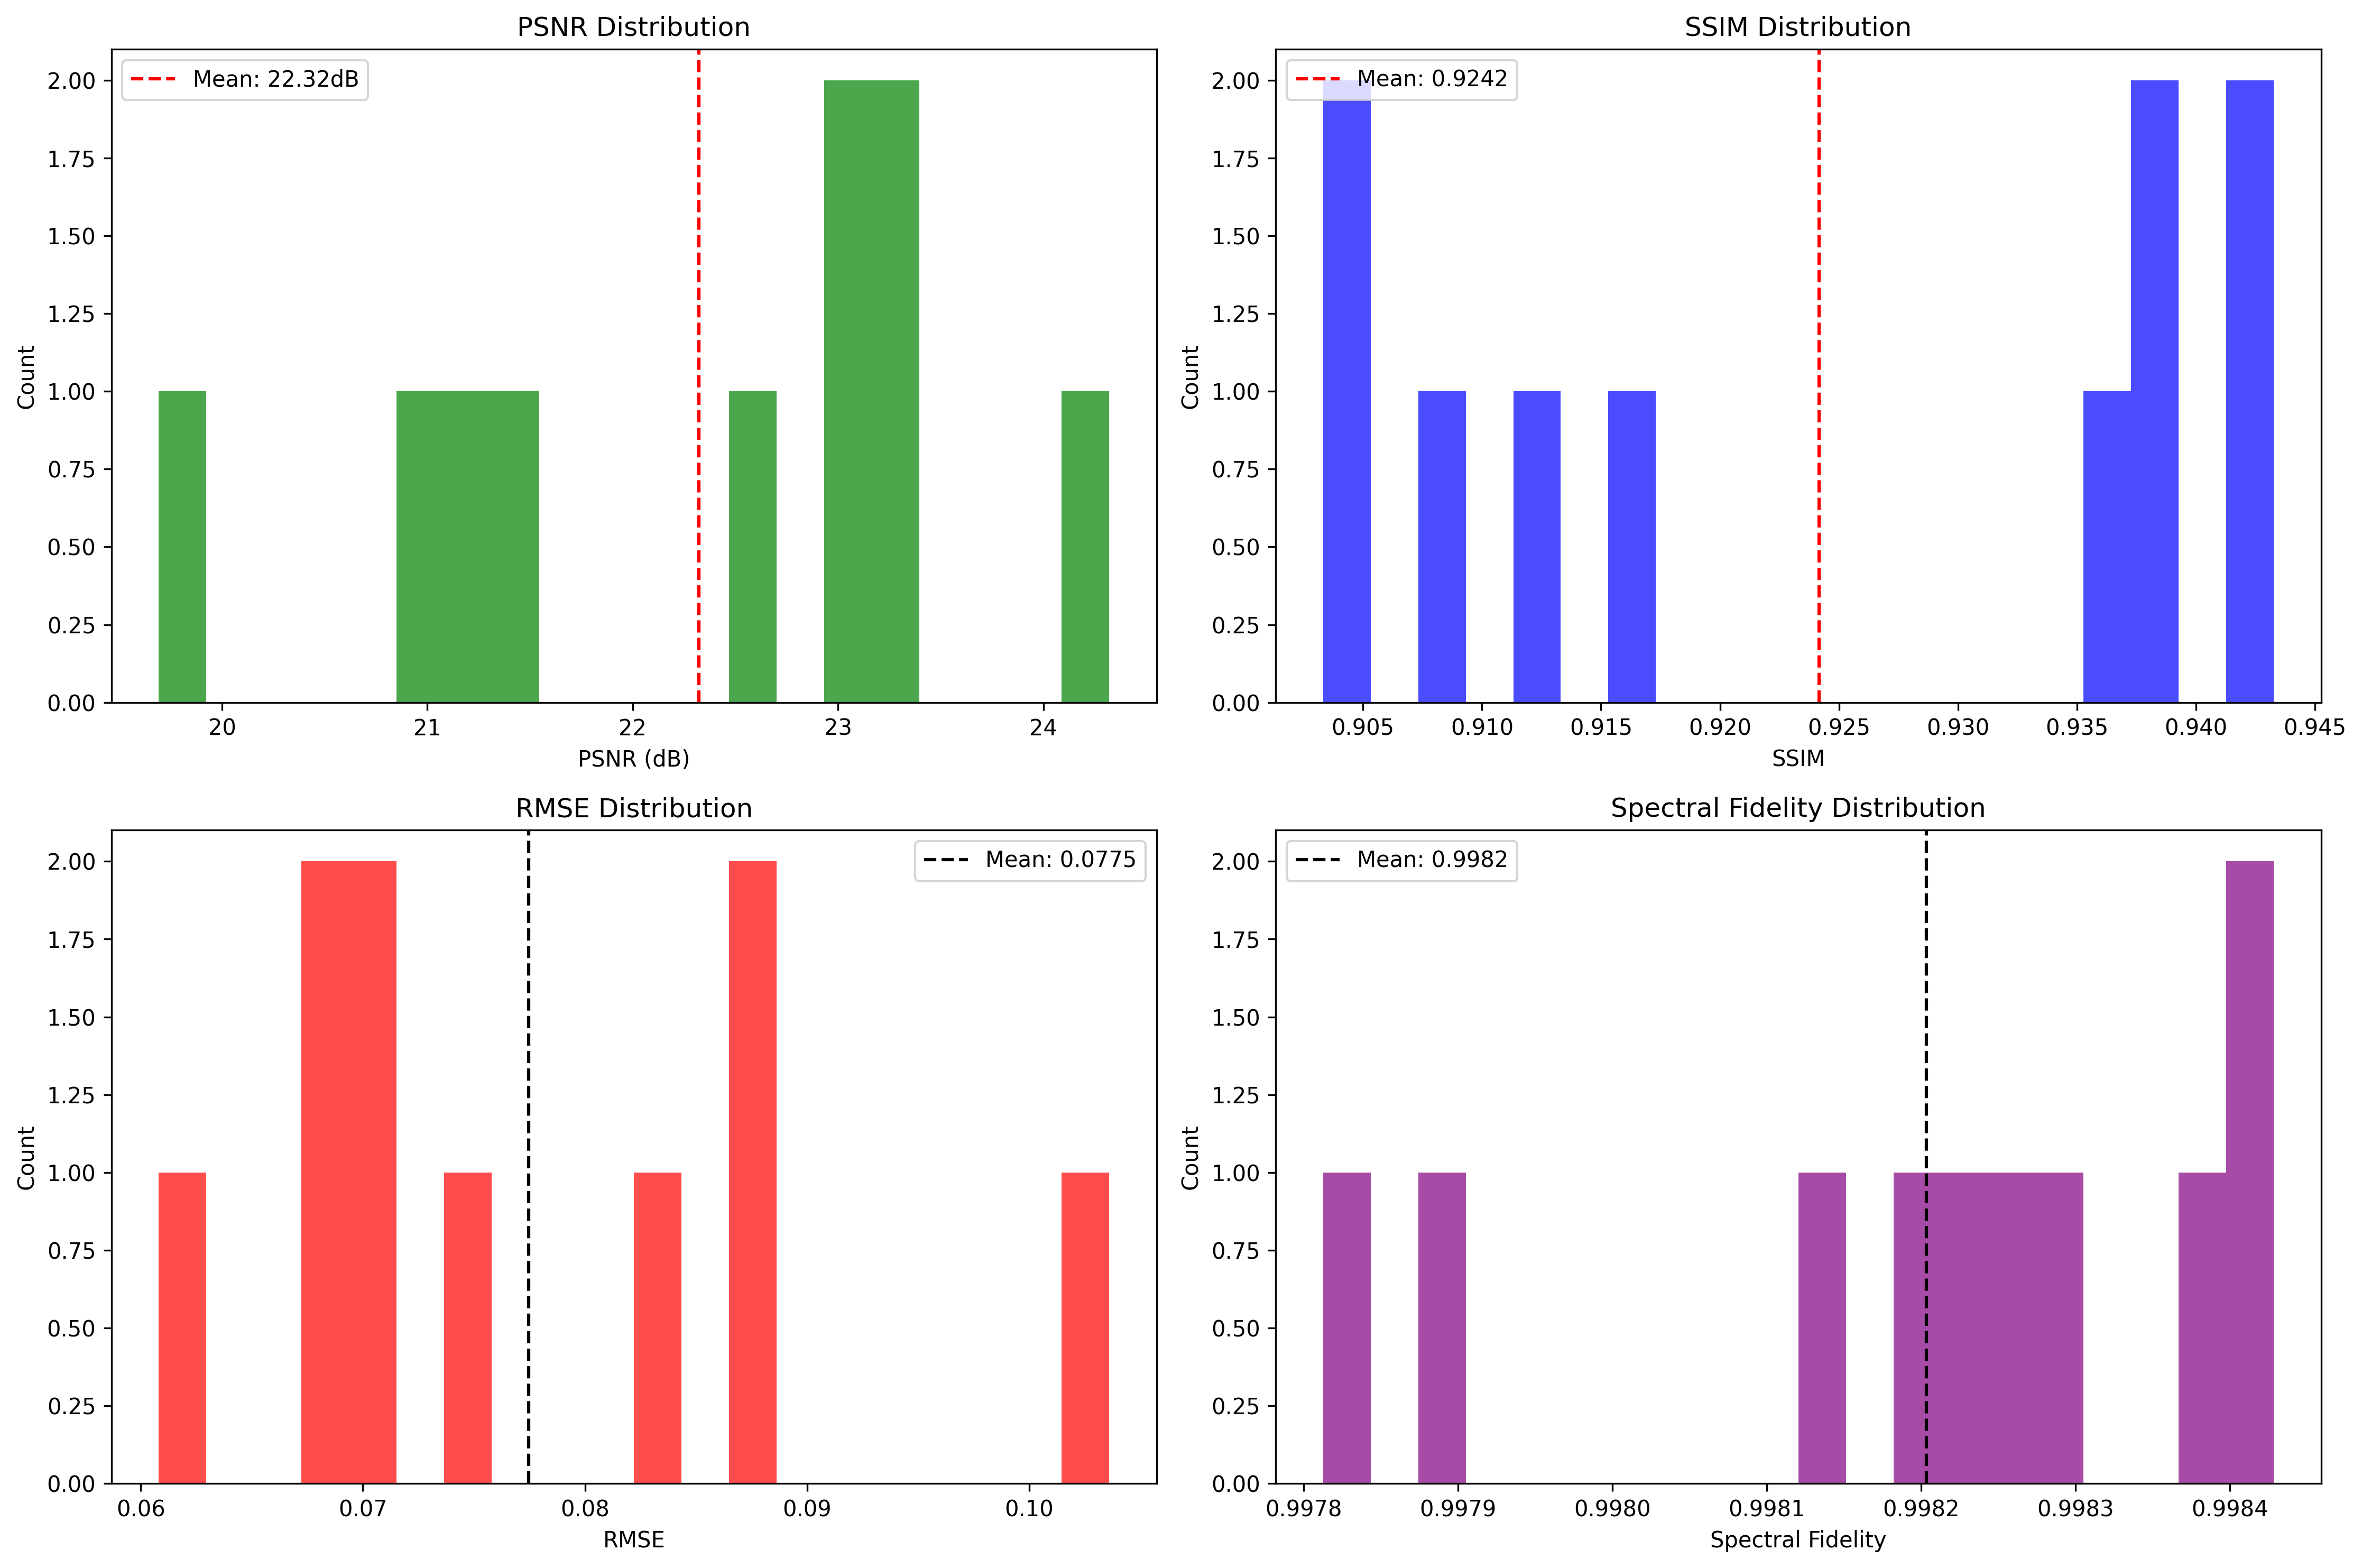 PSNR Distribution
Mean: 22.32dB
2.00
1.75
1.50
1.25
1.00
0.75
0.50
0.25
0.00
Count
20 21 22 23 24
PSNR (dB)
SSIM Distribution
Mean: 0.9242
2.00
1.75
1.50
1.25
1.00
0.75
0.50
0.25
0.00
Count
0.905 0.910 0.915 0.920 0.925 0.930 0.935 0.940 0.945
SSIM
RMSE Distribution
Mean: 0.0775
2.00
1.75
1.50
1.25
1.00
0.75
0.50
0.25
0.00
Count
0.06 0.07 0.08 0.09 0.10
RMSE
Spectral Fidelity Distribution
Mean: 0.9982
2.00
1.75
1.50
1.25
1.00
0.75
0.50
0.25
0.00
Count
0.9978 0.9979 0.9980 0.9981 0.9982 0.9983 0.9984
Spectral Fidelity